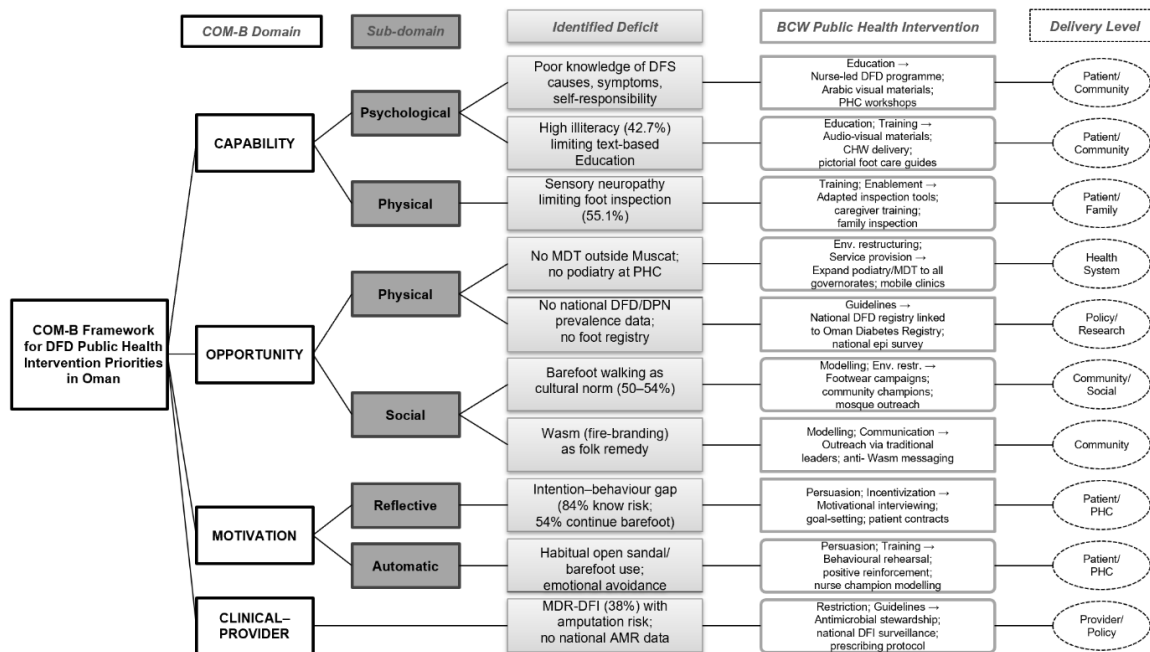 COM-B Domain
Sub-domain
Identified Deficit
BCW Public Health Intervention
Delivery Level
COM-B Framework
for DFD Public Health
Intervention Priorities
in Oman
CAPABILITY
Psychological
Poor knowledge of DFS
causes, symptoms,
self-responsibility
Education →
Nurse-led DFD programme;
Arabic visual materials;
PHC workshops
Patient/
Community
High illiteracy (42.7%)
limiting text-based
Education
Education; Training →
Audio-visual materials;
CHW delivery;
pictorial foot care guides
Patient/
Community
Physical
Sensory neuropathy
limiting foot inspection
(55.1%)
Training; Enablement →
Adapted inspection tools;
caregiver training;
family inspection
Patient/
Family
OPPORTUNITY
Physical
No MDT outside Muscat;
no podiatry at PHC
Env. restructuring;
Service provision →
Expand podiatry/MDT to all
governorates; mobile clinics
Health
System
No national DFD/DPN
prevalence data;
no foot registry
Guidelines →
National DFD registry linked
to Oman Diabetes Registry;
national epi survey
Policy/
Research
Social
Barefoot walking as
cultural norm (50–54%)
Modelling; Env. restr. →
Footwear campaigns;
community champions;
mosque outreach
Community/
Social
Wasm (fire-branding)
as folk remedy
Modelling; Communication →
Outreach via traditional
leaders; anti- Wasm messaging
Community
MOTIVATION
Reflective
Intention–behaviour gap
(84% know risk;
54% continue barefoot)
Persuasion; Incentivization →
Motivational interviewing;
goal-setting; patient contracts
Patient/
PHC
Automatic
Habitual open sandal/
barefoot use;
emotional avoidance
Persuasion; Training →
Behavioural rehearsal;
positive reinforcement;
nurse champion modelling
Patient/
PHC
CLINICAL–
PROVIDER
MDR-DFI (38%) with
amputation risk;
no national AMR data
Restriction; Guidelines →
Antimicrobial stewardship;
national DFI surveillance;
prescribing protocol
Provider/
Policy